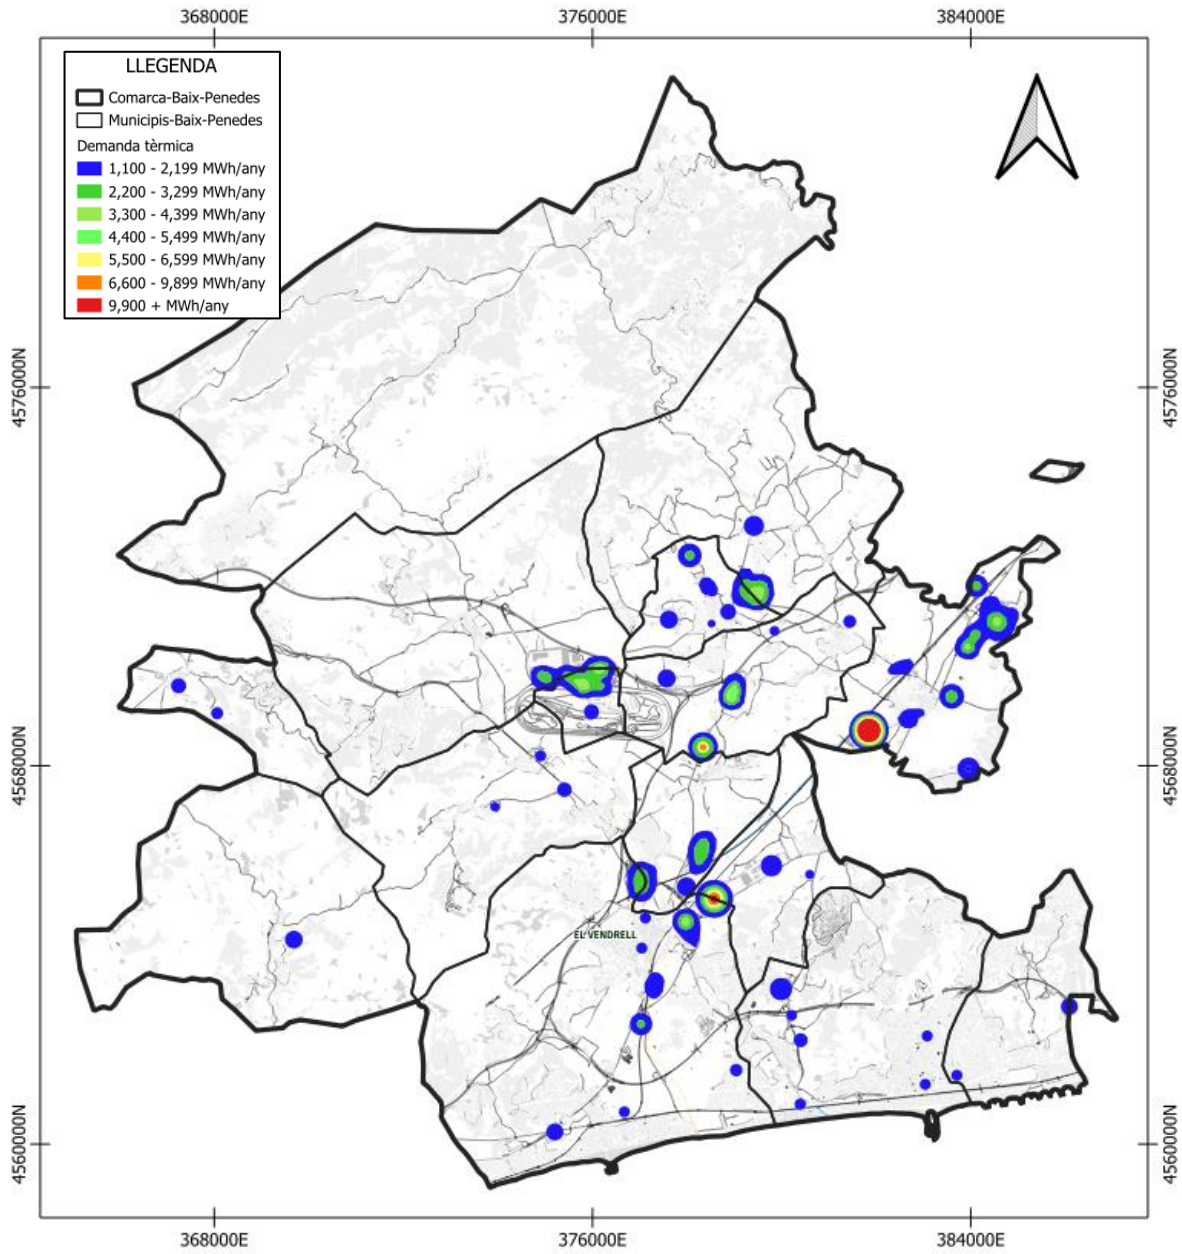 368000E 376000E 384000E
LLEGENDA
Comarca-Baix-Penedes
Municipis-Baix-Penedes
Demanda tèrmica
1,100 - 2,199 MWh/any
2,200 - 3,299 MWh/any
3,300 - 4,399 MWh/any
4,400 - 5,499 MWh/any
5,500 - 6,599 MWh/any
6,600 - 9,899 MWh/any
9,900 + MWh/any
4576000N 4576000N
4568000N 4568000N
EL VENDRELL
4560000N 4560000N
368000E 376000E 384000E